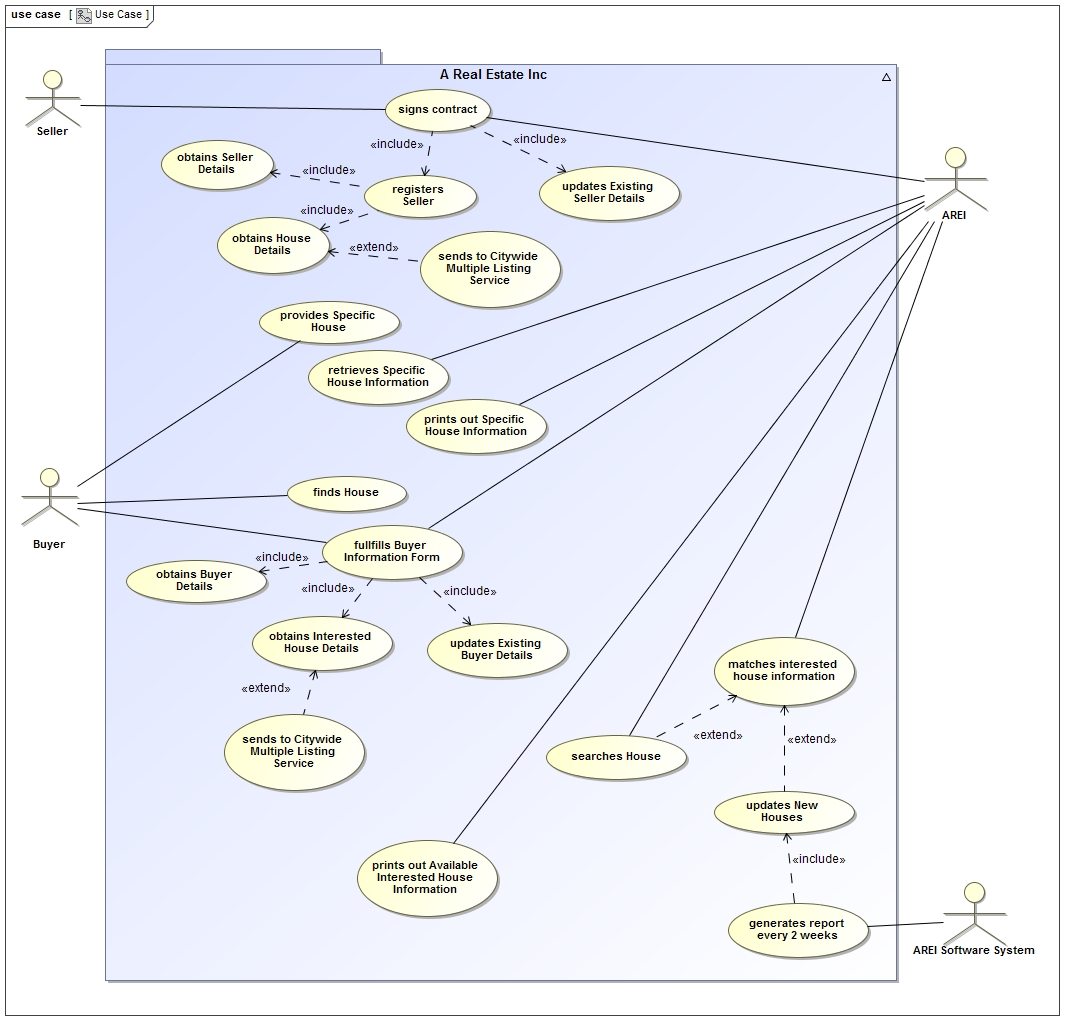 use case [ Use Case ]
A Real Estate Inc
signs contract
Seller
«include»
«include»
obtains Seller
Details
«include»
registers
Seller
updates Existing
Seller Details
AREI
«include»
obtains House
Details
«extend»
sends to Citywide
Multiple Listing
Service
provides Specific
House
retrieves Specific
House Information
prints out Specific
House Information
finds House
Buyer
fullfills Buyer
Information Form
«include»
obtains Buyer
Details
«include»
«include»
obtains Interested
House Details
updates Existing
Buyer Details
matches interested
house information
«extend»
sends to Citywide
Multiple Listing
Service
searches House
«extend»
«extend»
updates New
Houses
«include»
prints out Available
Interested House
Information
generates report
every 2 weeks
AREI Software System